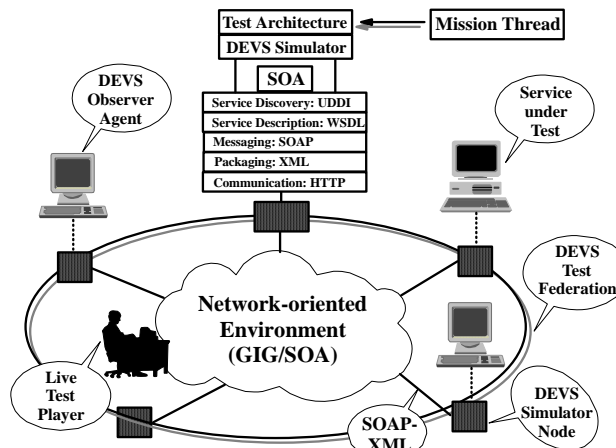 Test Architecture
Mission Thread
DEVS Simulator
SOA
DEVS
Observer
Agent
Service
under
Test
Service Discovery: UDDI
Service Description: WSDL
Messaging: SOAP
Packaging: XML
Communication: HTTP
DEVS
Test
Federation
Network-oriented
Environment
(GIG/SOA)
Live
Test
Player
SOAP-
XML
DEVS
Simulator
Node